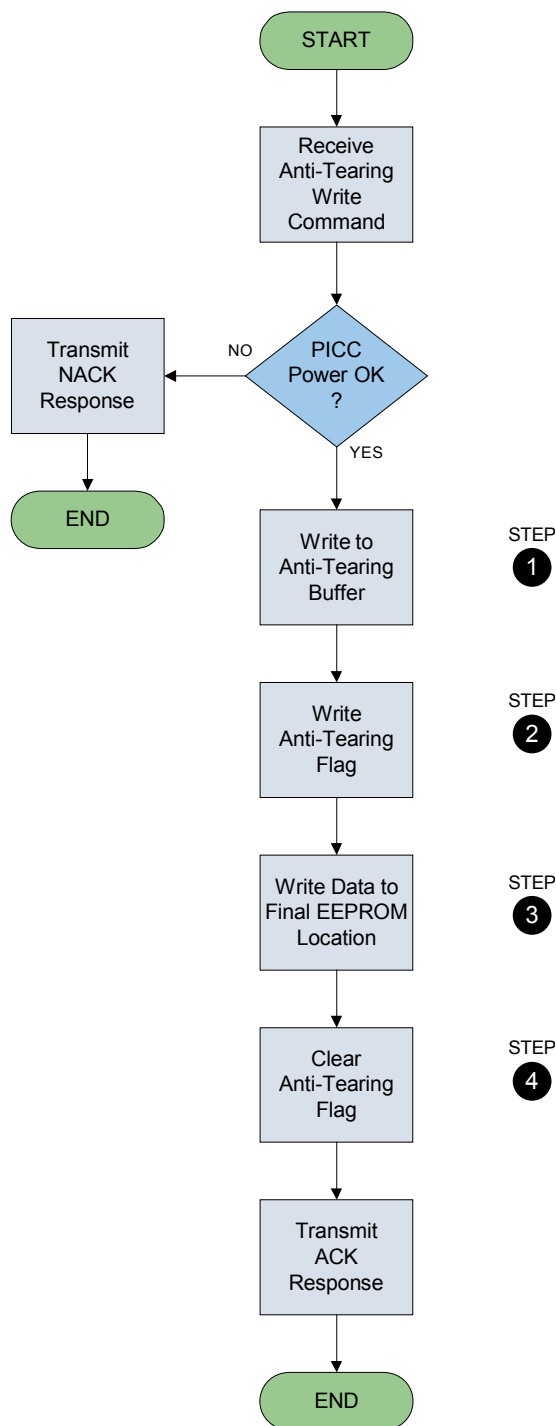 START
Receive
Anti-Tearing
Write
Command
PICC
Power OK
?
NO
Transmit
NACK
Response
END
YES
Write to
Anti-Tearing
Buffer
STEP
1
Write
Anti-Tearing
Flag
STEP
2
Write Data to
Final EEPROM
Location
STEP
3
Clear
Anti-Tearing
Flag
STEP
4
Transmit
ACK
Response
END